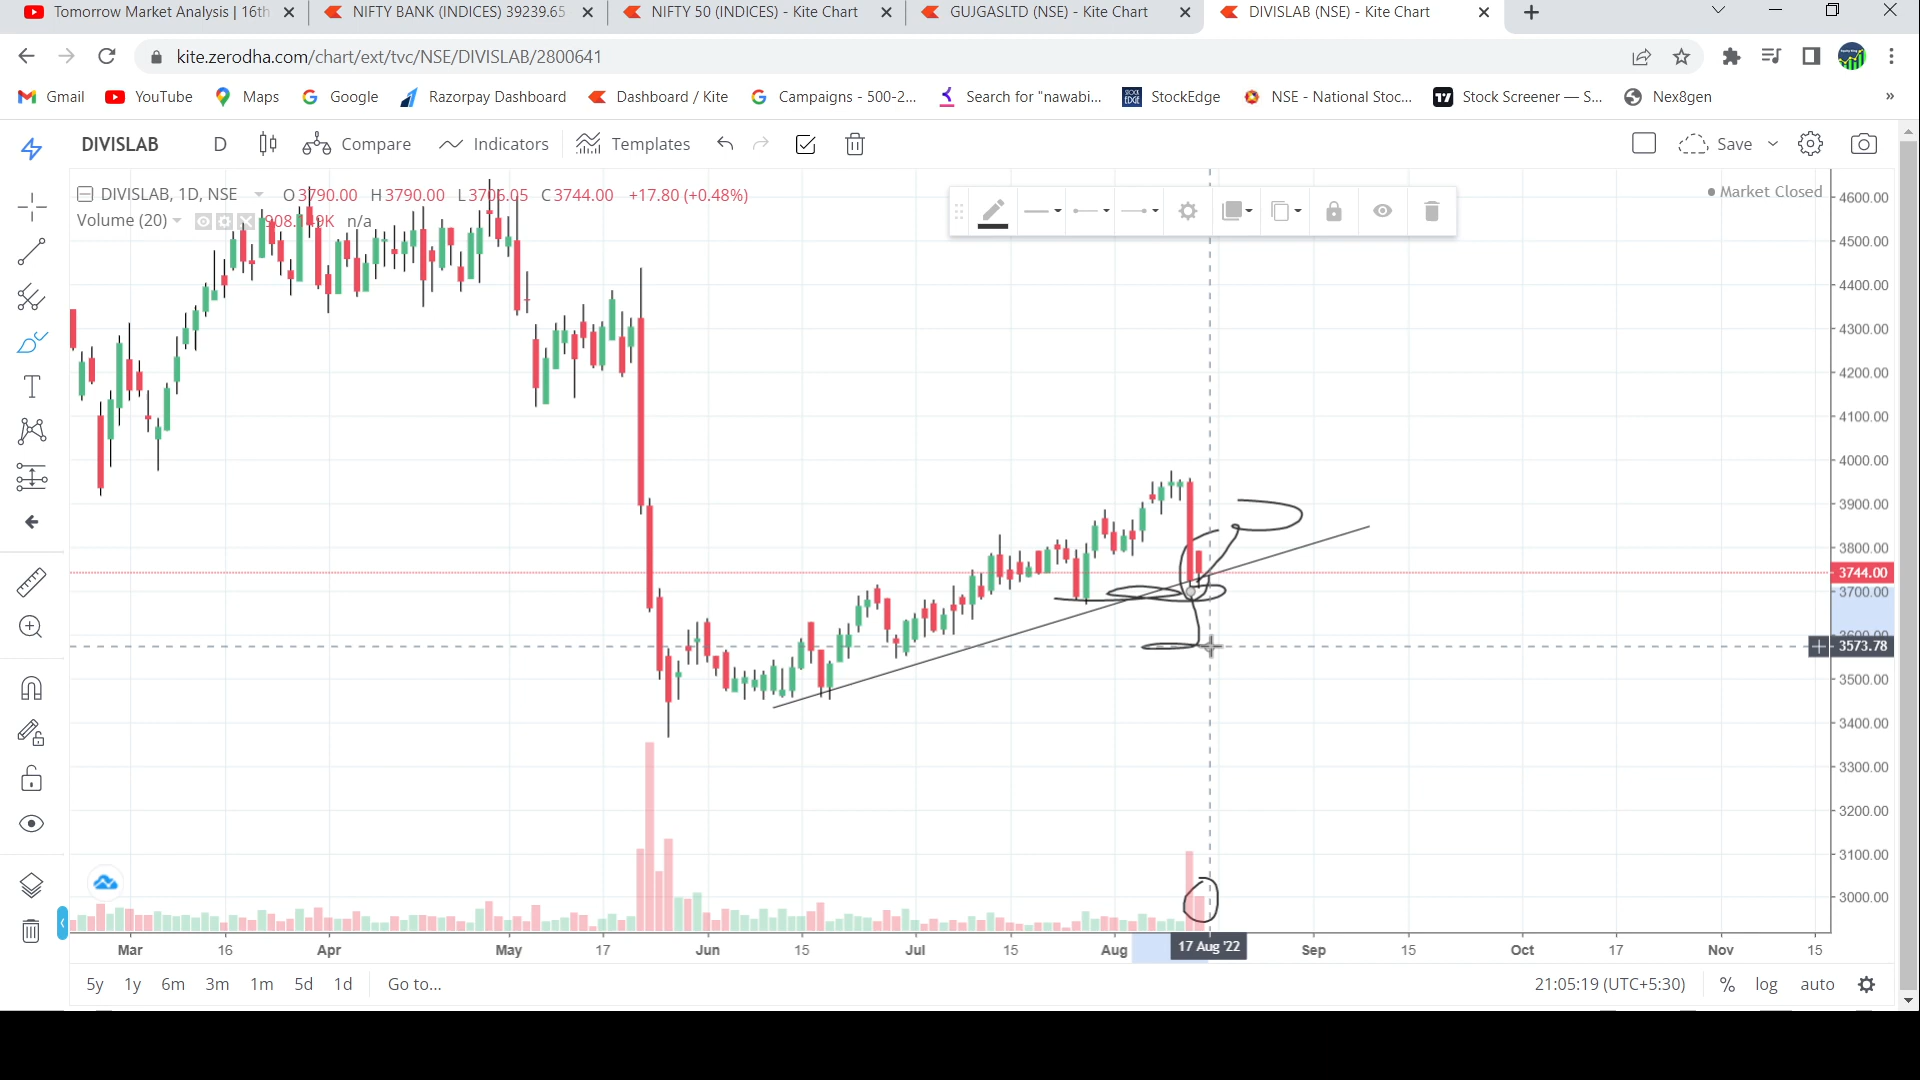 Tomorrow Market Analysis | 16th
NIFTY BANK (INDICES) 39239.65
NIFTY 50 (INDICES) - Kite Chart
GUJGASLTD (NSE) - Kite Chart
DIVISLAB (NSE) - Kite Chart
kite.zerodha.com/chart/ext/tvc/NSE/DIVISLAB/2800641
Gmail
YouTube
Maps
Google
Razorpay Dashboard
Dashboard / Kite
Campaigns - 500-2...
Search for "nawabi...
STOCK EDGE
StockEdge
NSE - National Stoc...
Stock Screener — S...
Nex8gen
»
DIVISLAB
D
Compare
Indicators
Templates
Save
DIVISLAB, 1D, NSE
O3790.00 H3790.00 L3706.05 C3744.00 +17.80 (+0.48%)
Market Closed
Volume (20)
n/a
4600.00
4500.00
4400.00
4300.00
4200.00
4100.00
4000.00
3900.00
3800.00
3744.00
3700.00
3600.00
3573.78
3500.00
3400.00
3300.00
3200.00
3100.00
3000.00
Mar 16 Apr May 17 Jun 15 Jul 15 Aug 17 Aug '22 Sep 15 Oct 17 Nov 15
5y 1y 6m 3m 1m 5d 1d Go to...
21:05:19 (UTC+5:30) % log auto